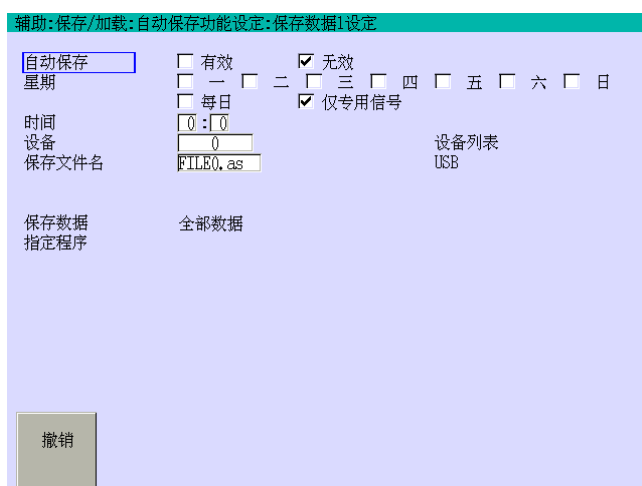 辅助:保存/加载:自动保存功能设定:保存数据1设定
自动保存 有效 无效
星期 一 二 三 四 五 六 日
每日 仅专用信号
时间 0:0
设备 0 设备列表
保存文件名 FILE0.as USB
保存数据 全部数据
指定程序
撤销